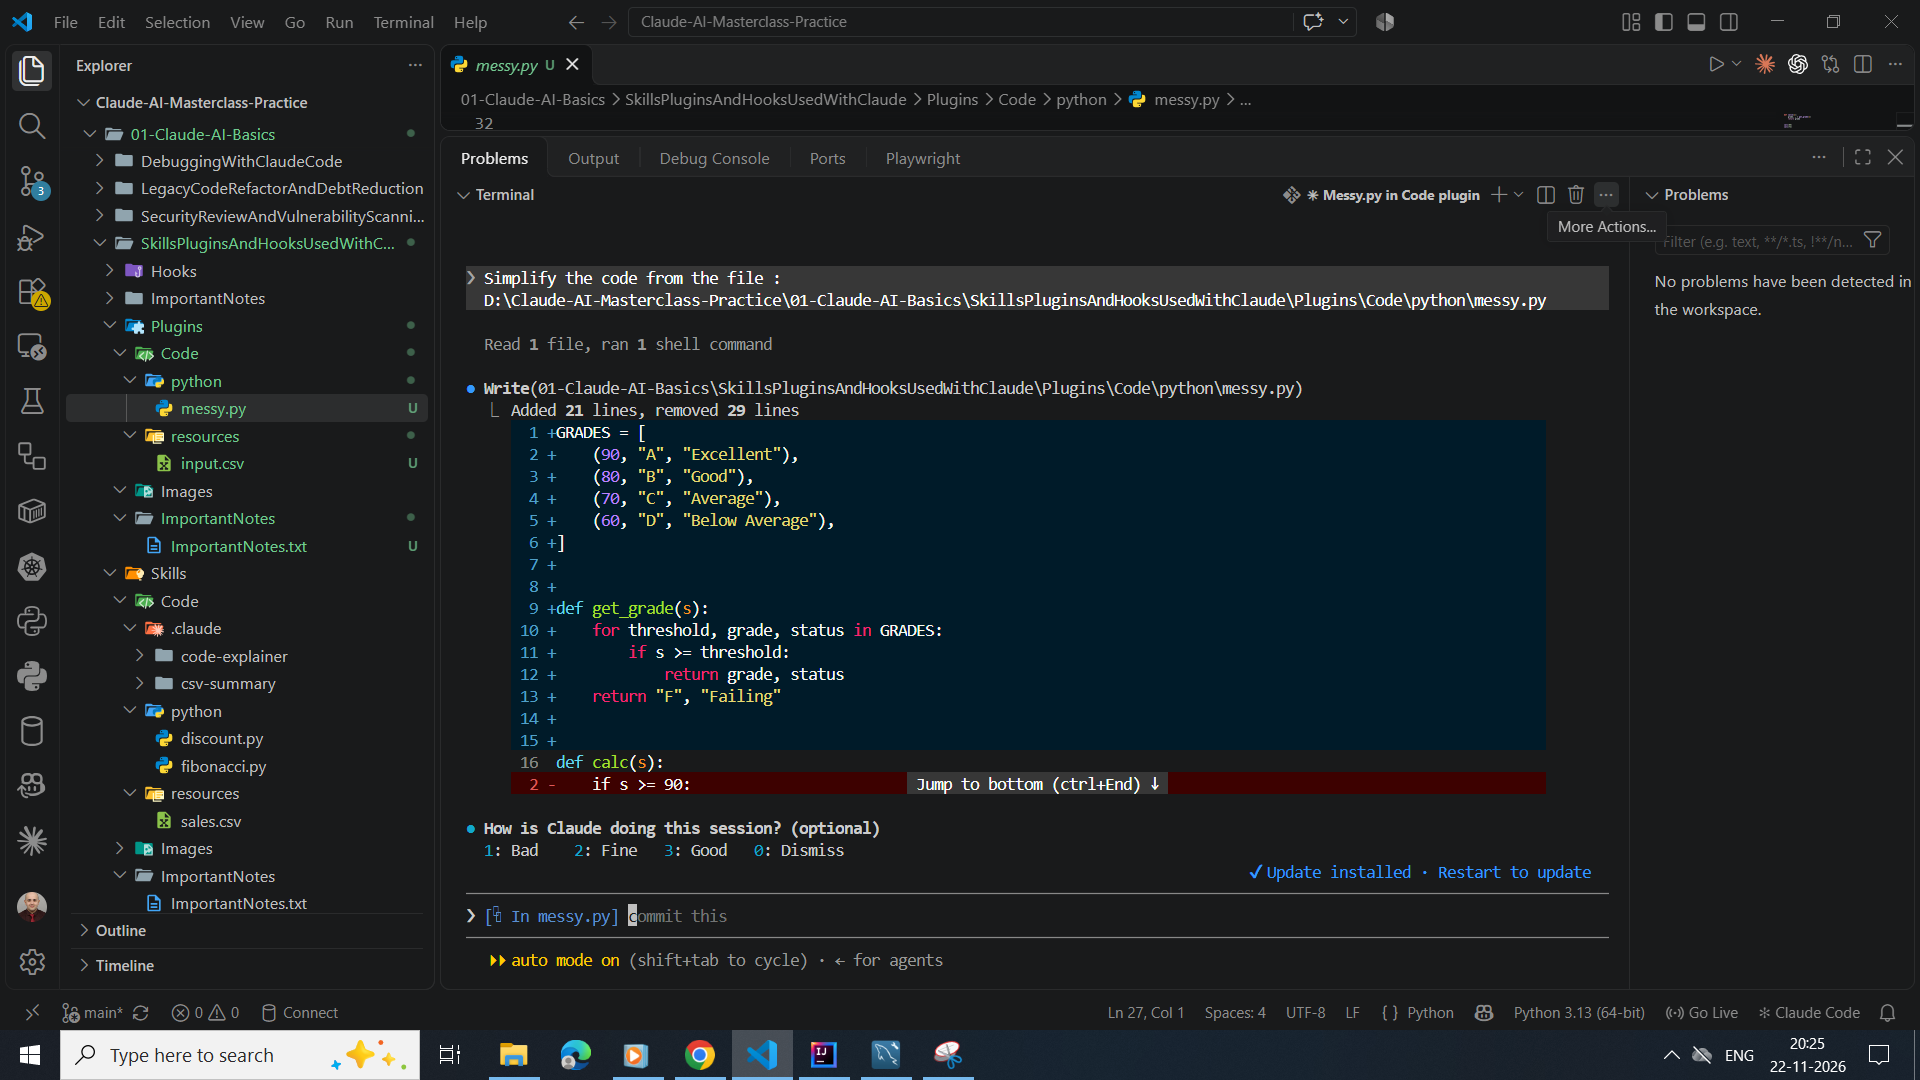 File Edit Selection View Go Run Terminal Help
Claude-AI-Masterclass-Practice
Explorer
Claude-AI-Masterclass-Practice
01-Claude-AI-Basics
DebuggingWithClaudeCode
LegacyCodeRefactorAndDebtReduction
SecurityReviewAndVulnerabilityScanni...
SkillsPluginsAndHooksUsedWithC...
Hooks
ImportantNotes
Plugins
Code
python
messy.py U
resources
input.csv U
Images
ImportantNotes
ImportantNotes.txt U
Skills
Code
.claude
code-explainer
csv-summary
python
discount.py
fibonacci.py
resources
sales.csv
Images
ImportantNotes
ImportantNotes.txt
Outline
Timeline
3
messy.py U
01-Claude-AI-Basics > SkillsPluginsAndHooksUsedWithClaude > Plugins > Code > python > messy.py > ...
32
Problems Output Debug Console Ports Playwright
Terminal
Messy.py in Code plugin
More Actions...
Problems
Filter (e.g. text, **/*.ts, !**/n...
No problems have been detected in
the workspace.
❯ Simplify the code from the file :
D:\Claude-AI-Masterclass-Practice\01-Claude-AI-Basics\SkillsPluginsAndHooksUsedWithClaude\Plugins\Code\python\messy.py
Read 1 file, ran 1 shell command
● Write(01-Claude-AI-Basics\SkillsPluginsAndHooksUsedWithClaude\Plugins\Code\python\messy.py)
⎿ Added 21 lines, removed 29 lines
1 +GRADES = [
2 +    (90, "A", "Excellent"),
3 +    (80, "B", "Good"),
4 +    (70, "C", "Average"),
5 +    (60, "D", "Below Average"),
6 +]
7 +
8 +
9 +def get_grade(s):
10 +    for threshold, grade, status in GRADES:
11 +        if s >= threshold:
12 +            return grade, status
13 +    return "F", "Failing"
14 +
15 +
16  def calc(s):
2 -    if s >= 90:
Jump to bottom (ctrl+End) ↓
● How is Claude doing this session? (optional)
1: Bad 2: Fine 3: Good 0: Dismiss
✓ Update installed · Restart to update
❯ [In messy.py] commit this
⏵⏵ auto mode on (shift+tab to cycle) · ← for agents
main* 0 0 Connect
Ln 27, Col 1 Spaces: 4 UTF-8 LF { } Python Python 3.13 (64-bit) Go Live Claude Code
Type here to search
ENG
20:25
22-11-2026